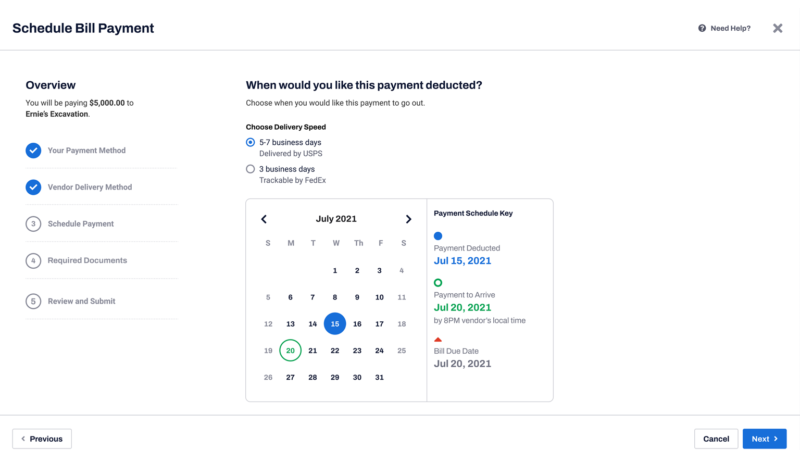 Schedule Bill Payment
Need Help?
Overview
You will be paying $5,000.00 to
Ernie's Excavation.
Your Payment Method
Vendor Delivery Method
3 Schedule Payment
4 Required Documents
5 Review and Submit
When would you like this payment deducted?
Choose when you would like this payment to go out.
Choose Delivery Speed
5-7 business days
Delivered by USPS
3 business days
Trackable by FedEx
July 2021
S M T W Th F S
1 2 3 4
5 6 7 8 9 10 11
12 13 14 15 16 17 18
19 20 21 22 23 24 25
26 27 28 29 30 31
Payment Schedule Key
Payment Deducted
Jul 15, 2021
Payment to Arrive
Jul 20, 2021
by 8PM vendor's local time
Bill Due Date
Jul 20, 2021
Previous
Cancel
Next